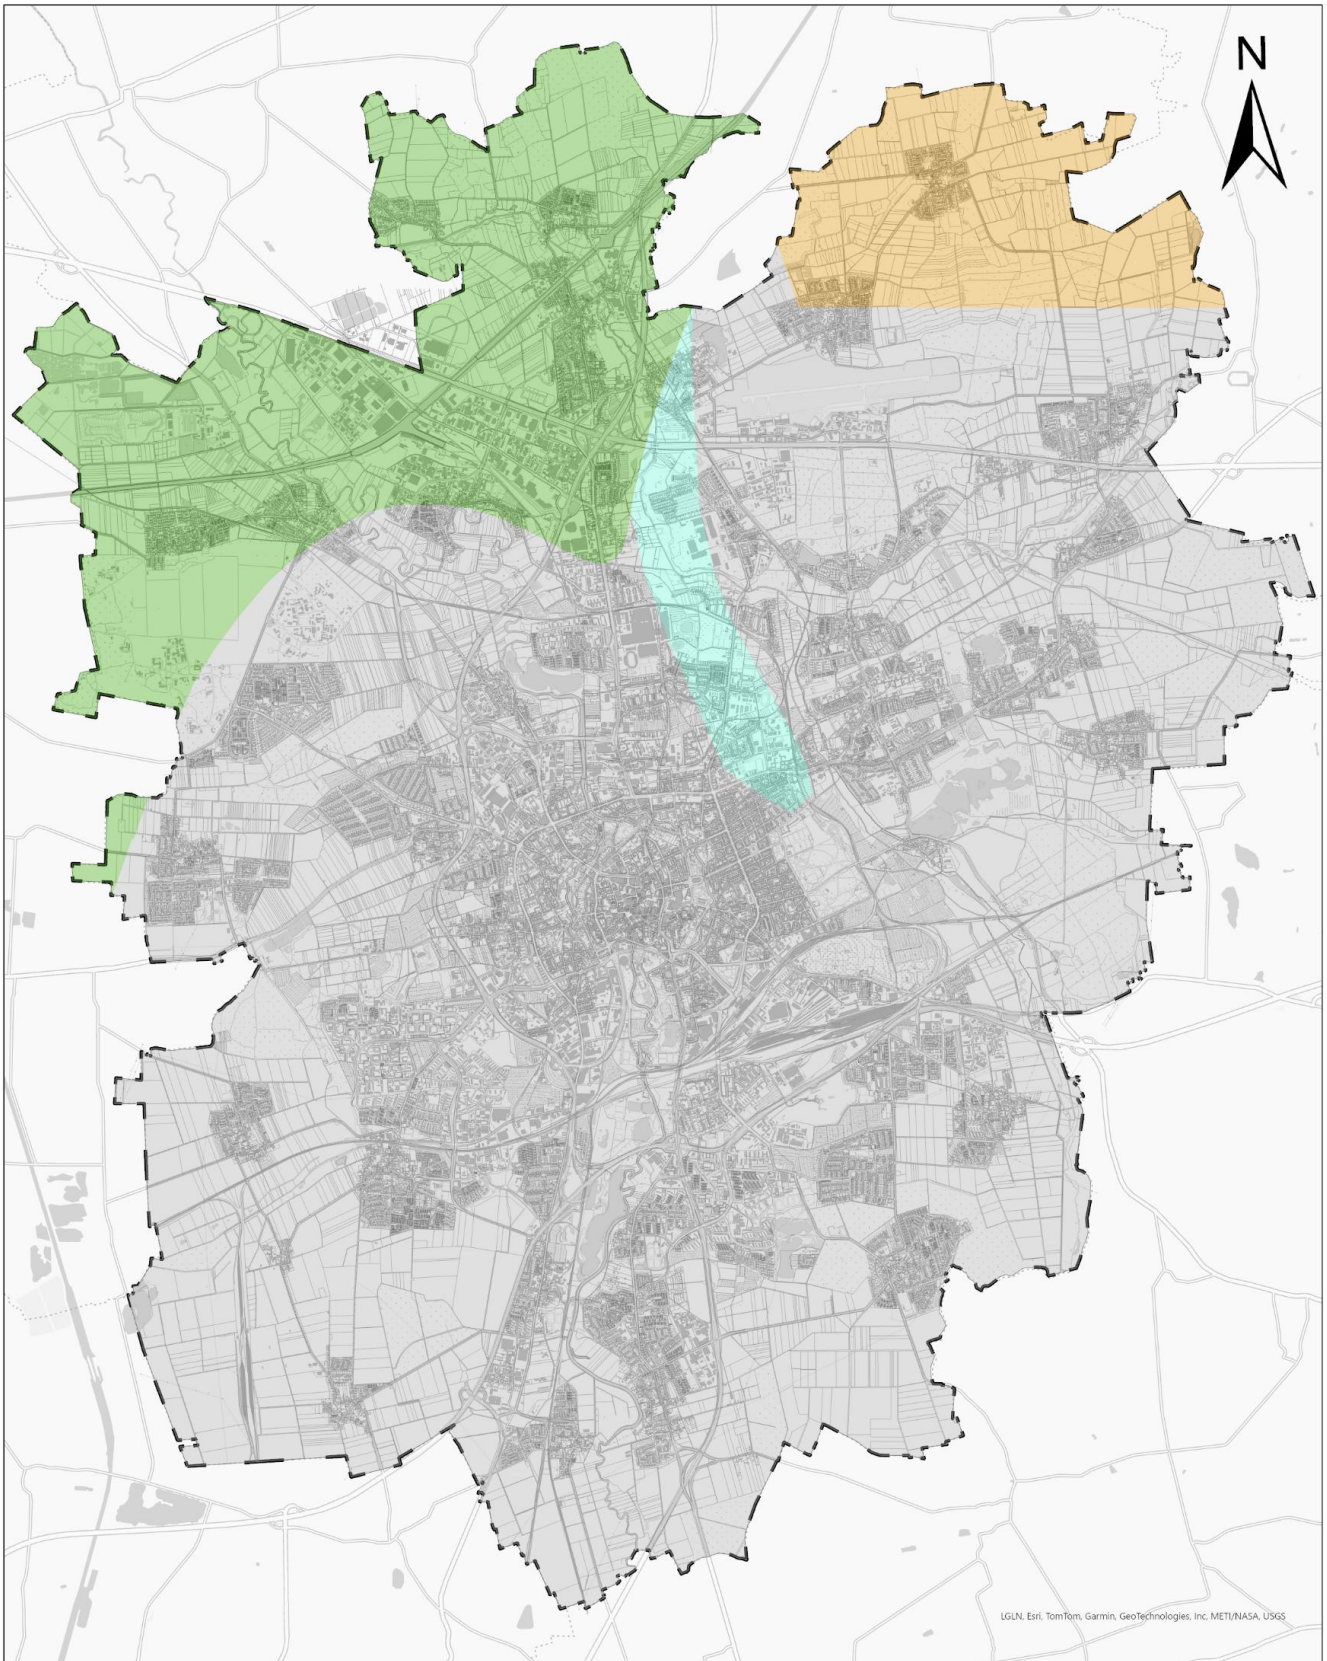 N
LGLN, Esri, TomTom, Garmin, GeoTechnologies, Inc, METI/NASA, USGS